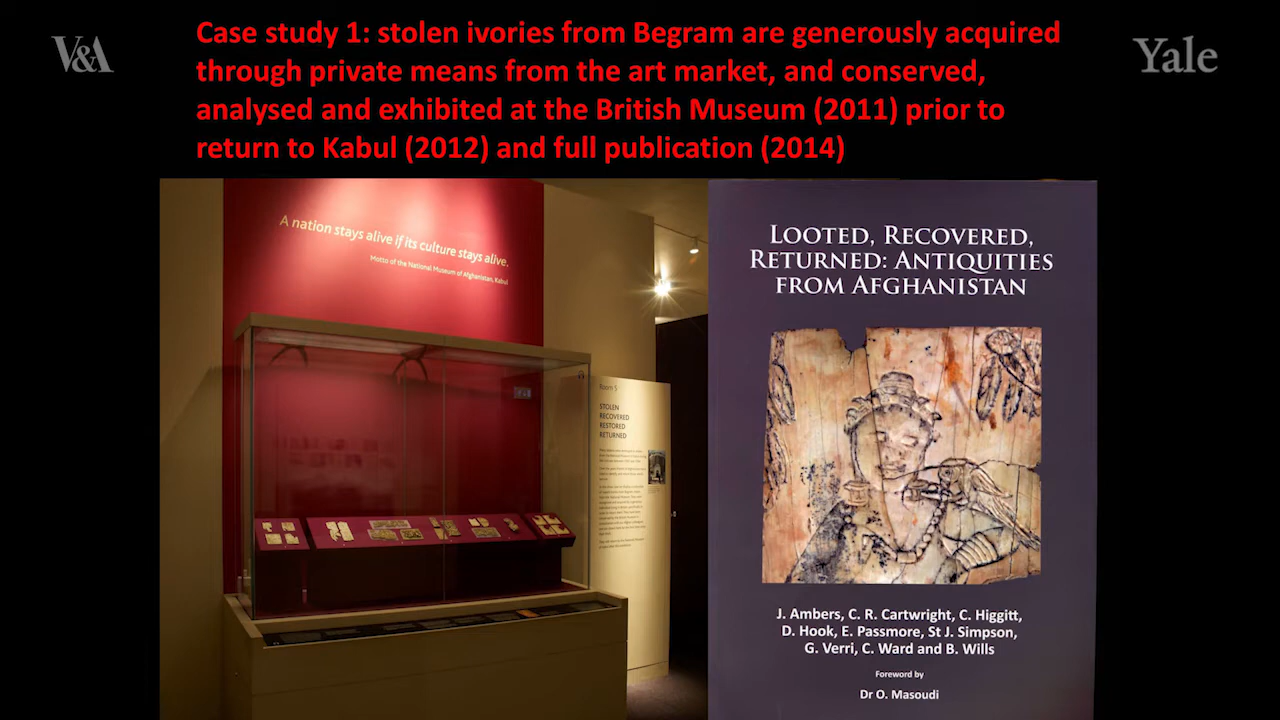 V&A
Yale
Case study 1: stolen ivories from Begram are generously acquired
through private means from the art market, and conserved,
analysed and exhibited at the British Museum (2011) prior to
return to Kabul (2012) and full publication (2014)
A nation stays alive if its culture stays alive.
Motto of the National Museum of Afghanistan, Kabul
Room 5
STOLEN
RECOVERED
RESTORED
RETURNED
LOOTED, RECOVERED,
RETURNED: ANTIQUITIES
FROM AFGHANISTAN
J. Ambers, C. R. Cartwright, C. Higgitt,
D. Hook, E. Passmore, St J. Simpson,
G. Verri, C. Ward and B. Wills
Foreword by
Dr O. Masoudi